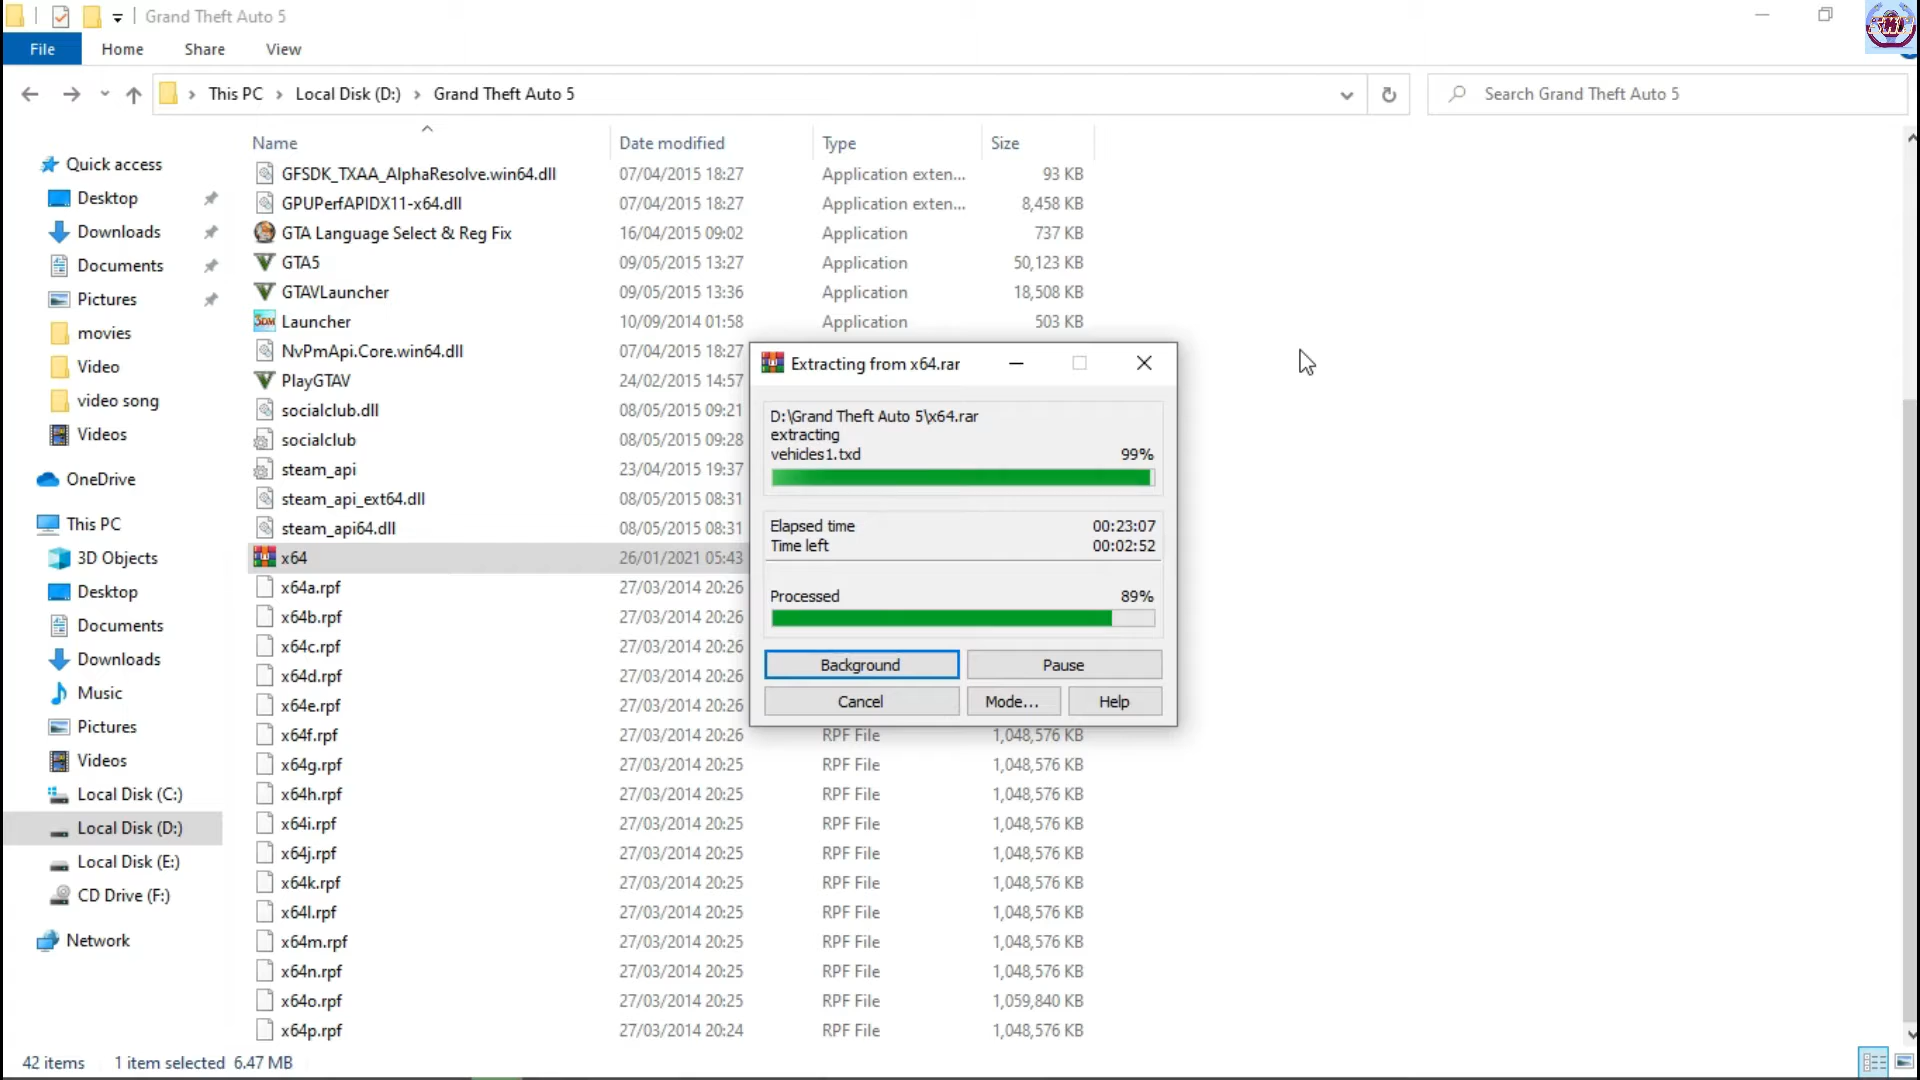 Grand Theft Auto 5
File Home Share View
This PC Local Disk (D:) Grand Theft Auto 5
Search Grand Theft Auto 5
Name Date modified Type Size
Quick access
Desktop
Downloads
Documents
Pictures
movies
Video
video song
Videos
OneDrive
This PC
3D Objects
Desktop
Documents
Downloads
Music
Pictures
Videos
Local Disk (C:)
Local Disk (D:)
Local Disk (E:)
CD Drive (F:)
Network
GFSDK_TXAA_AlphaResolve.win64.dll 07/04/2015 18:27 Application exten... 93 KB
GPUPerfAPIDX11-x64.dll 07/04/2015 18:27 Application exten... 8,458 KB
GTA Language Select & Reg Fix 16/04/2015 09:02 Application 737 KB
GTA5 09/05/2015 13:27 Application 50,123 KB
GTAVLauncher 09/05/2015 13:36 Application 18,508 KB
3DM Launcher 10/09/2014 01:58 Application 503 KB
NvPmApi.Core.win64.dll 07/04/2015 18:27
PlayGTAV 24/02/2015 14:57
socialclub.dll 08/05/2015 09:21
socialclub 08/05/2015 09:28
steam_api 23/04/2015 19:37
steam_api_ext64.dll 08/05/2015 08:31
steam_api64.dll 08/05/2015 08:31
x64 26/01/2021 05:43
x64a.rpf 27/03/2014 20:26
x64b.rpf 27/03/2014 20:26
x64c.rpf 27/03/2014 20:26
x64d.rpf 27/03/2014 20:26
x64e.rpf 27/03/2014 20:26
x64f.rpf 27/03/2014 20:26 RPF File 1,048,576 KB
x64g.rpf 27/03/2014 20:25 RPF File 1,048,576 KB
x64h.rpf 27/03/2014 20:25 RPF File 1,048,576 KB
x64i.rpf 27/03/2014 20:25 RPF File 1,048,576 KB
x64j.rpf 27/03/2014 20:25 RPF File 1,048,576 KB
x64k.rpf 27/03/2014 20:25 RPF File 1,048,576 KB
x64l.rpf 27/03/2014 20:25 RPF File 1,048,576 KB
x64m.rpf 27/03/2014 20:25 RPF File 1,048,576 KB
x64n.rpf 27/03/2014 20:25 RPF File 1,048,576 KB
x64o.rpf 27/03/2014 20:25 RPF File 1,059,840 KB
x64p.rpf 27/03/2014 20:24 RPF File 1,048,576 KB
Extracting from x64.rar
D:\Grand Theft Auto 5\x64.rar
extracting
vehicles1.txd 99%
Elapsed time 00:23:07
Time left 00:02:52
Processed 89%
Background Pause
Cancel Mode... Help
42 items 1 item selected 6.47 MB